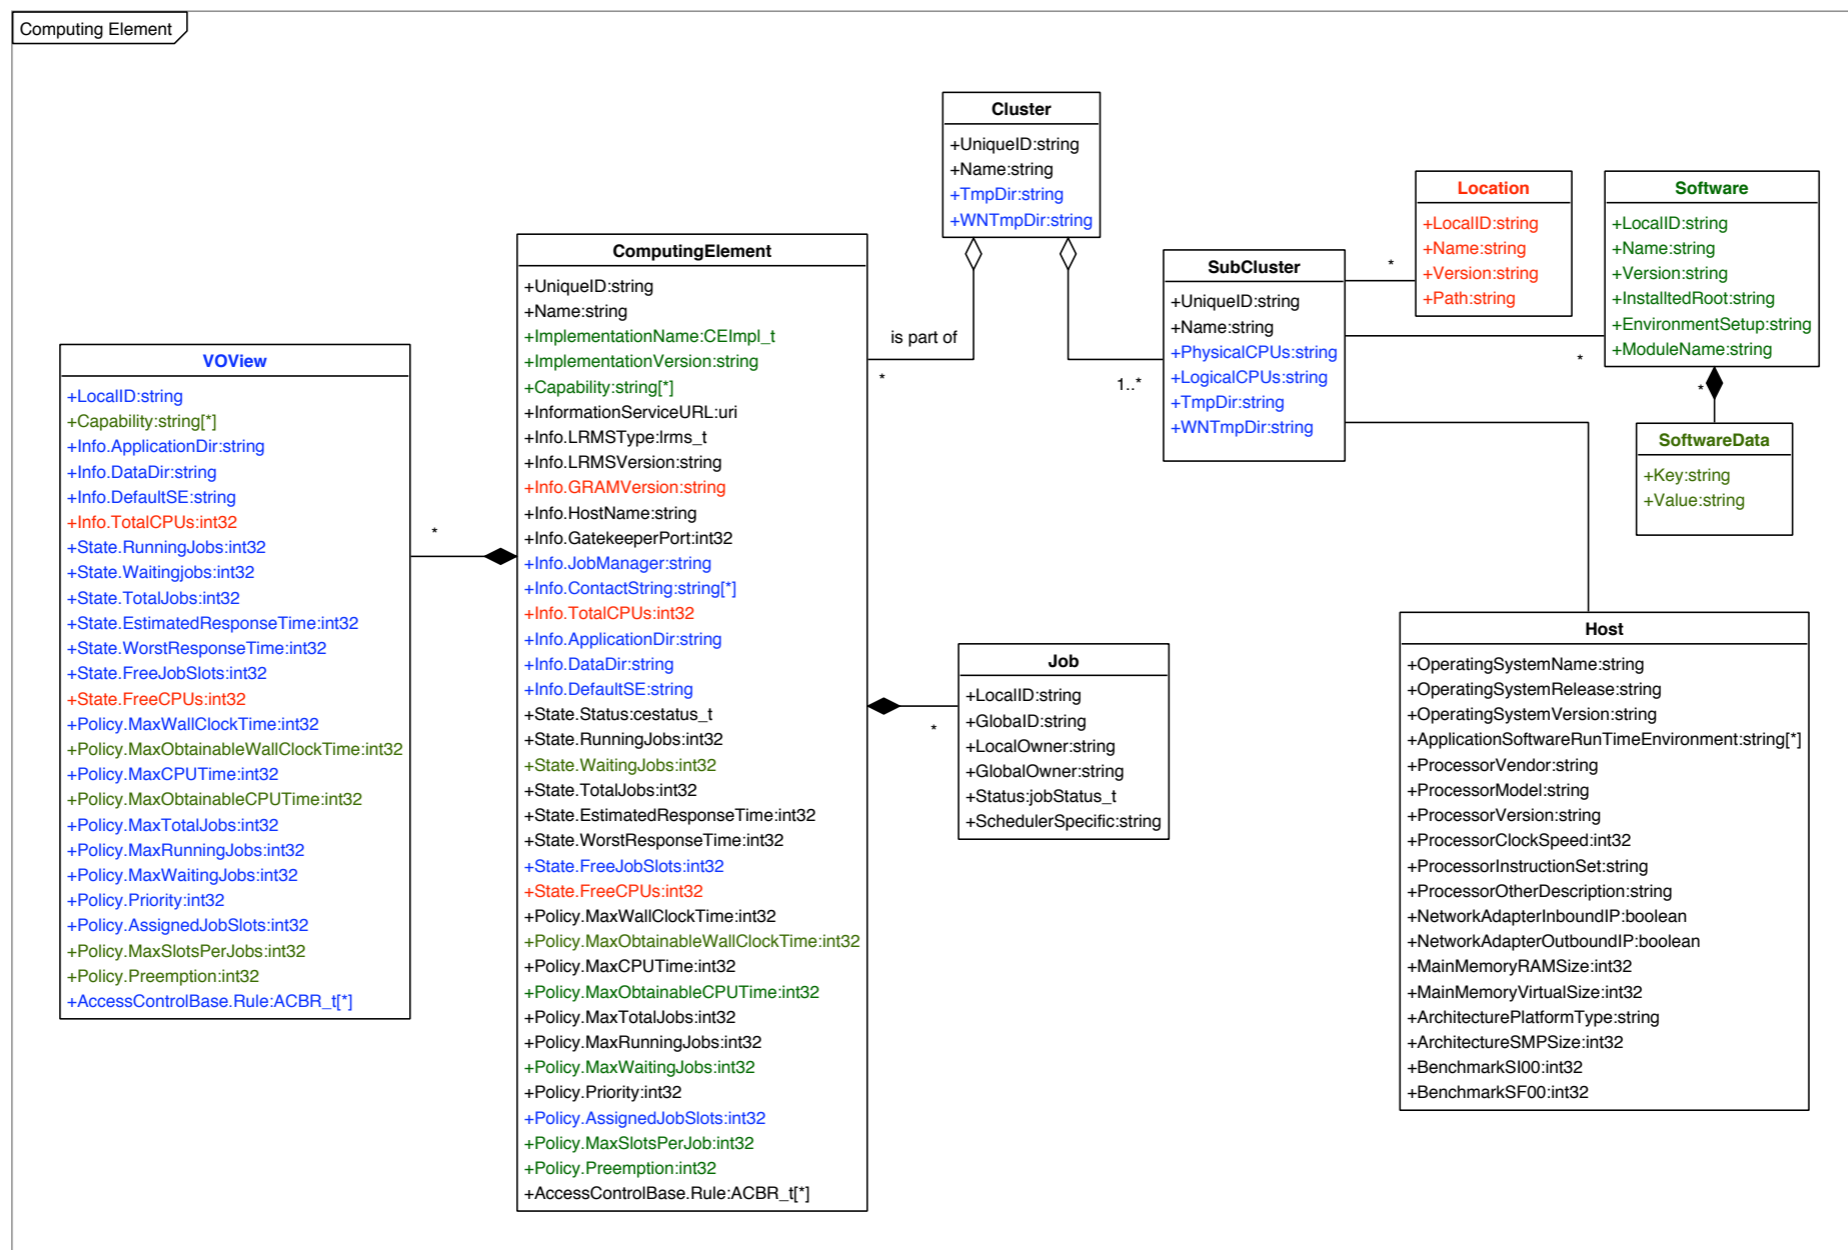 Computing Element
Cluster
+UniqueID:string
+Name:string
+TmpDir:string
+WNTmpDir:string
Location
+LocalID:string
+Name:string
+Version:string
+Path:string
Software
+LocalID:string
+Name:string
+Version:string
+InstalltedRoot:string
+EnvironmentSetup:string
+ModuleName:string
ComputingElement
+UniqueID:string
+Name:string
+ImplementationName:CEImpl_t
+ImplementationVersion:string
+Capability:string[*]
+InformationServiceURL:uri
+Info.LRMSType:lrms_t
+Info.LRMSVersion:string
+Info.GRAMVersion:string
+Info.HostName:string
+Info.GatekeeperPort:int32
+Info.JobManager:string
+Info.ContactString:string[*]
+Info.TotalCPUs:int32
+Info.ApplicationDir:string
+Info.DataDir:string
+Info.DefaultSE:string
+State.Status:cestatus_t
+State.RunningJobs:int32
+State.WaitingJobs:int32
+State.TotalJobs:int32
+State.EstimatedResponseTime:int32
+State.WorstResponseTime:int32
+State.FreeJobSlots:int32
+State.FreeCPUs:int32
+Policy.MaxWallClockTime:int32
+Policy.MaxObtainableWallClockTime:int32
+Policy.MaxCPUTime:int32
+Policy.MaxObtainableCPUTime:int32
+Policy.MaxTotalJobs:int32
+Policy.MaxRunningJobs:int32
+Policy.MaxWaitingJobs:int32
+Policy.Priority:int32
+Policy.AssignedJobSlots:int32
+Policy.MaxSlotsPerJob:int32
+Policy.Preemption:int32
+AccessControlBase.Rule:ACBR_t[*]
is part of
*
1..*
SubCluster
+UniqueID:string
+Name:string
+PhysicalCPUs:string
+LogicalCPUs:string
+TmpDir:string
+WNTmpDir:string
*
*
*
SoftwareData
+Key:string
+Value:string
VOView
+LocalID:string
+Capability:string[*]
+Info.ApplicationDir:string
+Info.DataDir:string
+Info.DefaultSE:string
+Info.TotalCPUs:int32
+State.RunningJobs:int32
+State.Waitingjobs:int32
+State.TotalJobs:int32
+State.EstimatedResponseTime:int32
+State.WorstResponseTime:int32
+State.FreeJobSlots:int32
+State.FreeCPUs:int32
+Policy.MaxWallClockTime:int32
+Policy.MaxObtainableWallClockTime:int32
+Policy.MaxCPUTime:int32
+Policy.MaxObtainableCPUTime:int32
+Policy.MaxTotalJobs:int32
+Policy.MaxRunningJobs:int32
+Policy.MaxWaitingJobs:int32
+Policy.Priority:int32
+Policy.AssignedJobSlots:int32
+Policy.MaxSlotsPerJobs:int32
+Policy.Preemption:int32
+AccessControlBase.Rule:ACBR_t[*]
*
Job
+LocalID:string
+GlobaID:string
+LocalOwner:string
+GlobalOwner:string
+Status:jobStatus_t
+SchedulerSpecific:string
*
Host
+OperatingSystemName:string
+OperatingSystemRelease:string
+OperatingSystemVersion:string
+ApplicationSoftwareRunTimeEnvironment:string[*]
+ProcessorVendor:string
+ProcessorModel:string
+ProcessorVersion:string
+ProcessorClockSpeed:int32
+ProcessorInstructionSet:string
+ProcessorOtherDescription:string
+NetworkAdapterInboundIP:boolean
+NetworkAdapterOutboundIP:boolean
+MainMemoryRAMSize:int32
+MainMemoryVirtualSize:int32
+ArchitecturePlatformType:string
+ArchitectureSMPSize:int32
+BenchmarkSI00:int32
+BenchmarkSF00:int32